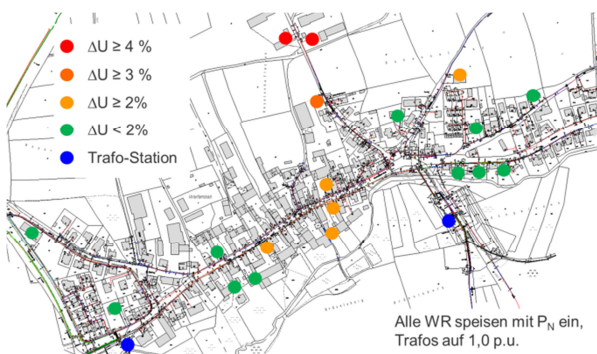 ΔU ≥ 4 %
ΔU ≥ 3 %
ΔU ≥ 2%
ΔU < 2%
Trafo-Station
Alle WR speisen mit P_N ein,
Trafos auf 1,0 p.u.